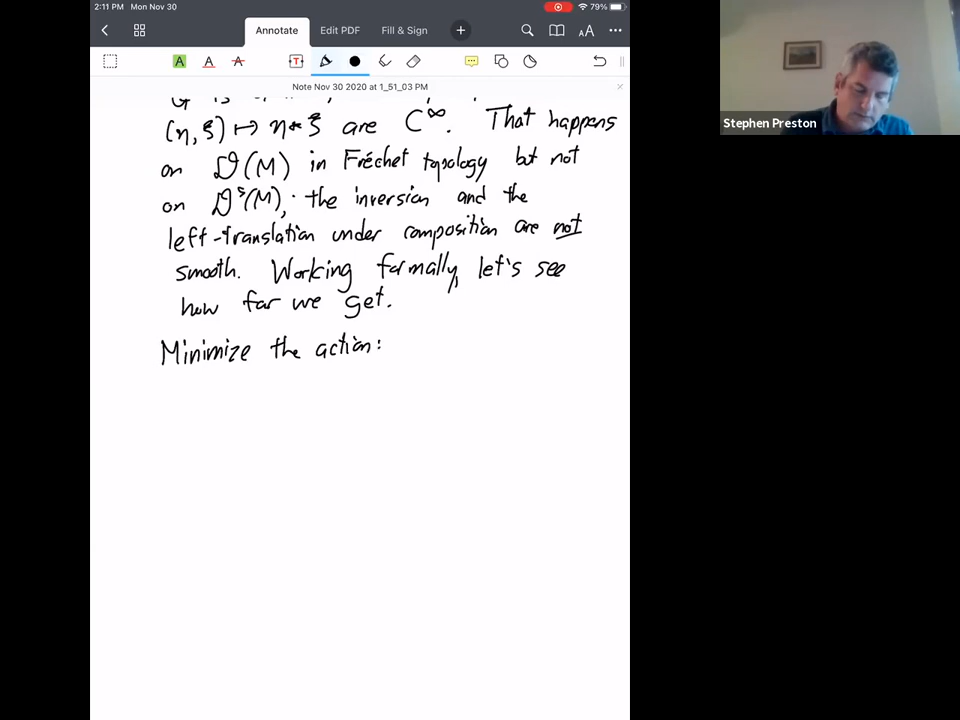 2:11 PM Mon Nov 30
79%
Annotate
Edit PDF
Fill & Sign
AA
A
A
A
T
Note Nov 30 2020 at 1_51_03 PM
G is
(η, ξ) ↦ η * ξ are C^∞. That happens
on 𝒟(M) in Fréchet topology but not
on 𝒟^s(M); the inversion and the
left-translation under composition are not
smooth. Working formally, let's see
how far we get.
Minimize the action:
Stephen Preston